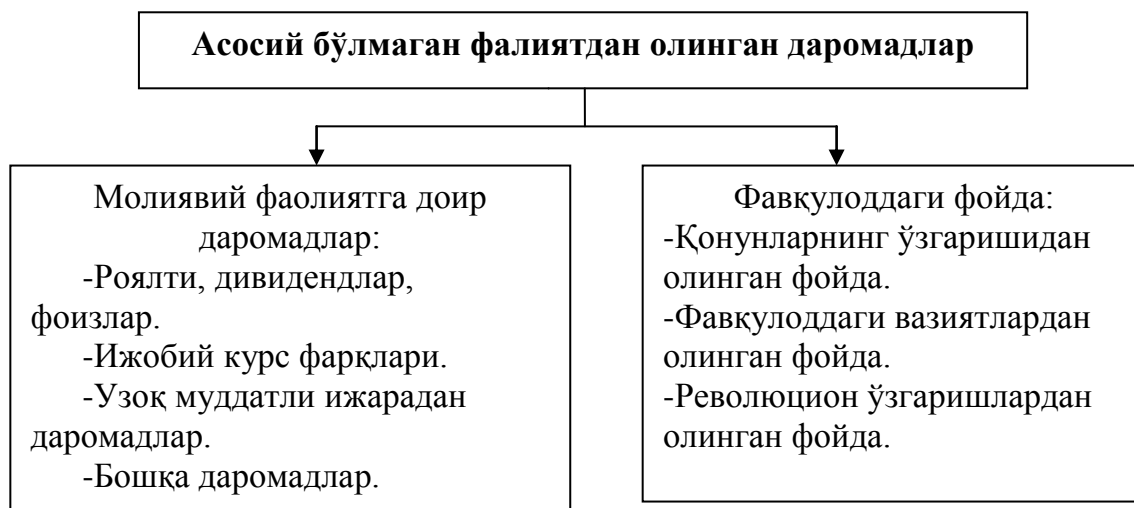 Асосий бўлмаган фалиятдан олинган даромадлар
Молиявий фаолиятга доир
даромадлар:
-Роялти, дивидендлар,
фоизлар.
-Ижобий курс фарқлари.
-Узоқ муддатли ижарадан
даромадлар.
-Бошқа даромадлар.
Фавқулоддаги фойда:
-Қонунларнинг ўзгаришидан
олинган фойда.
-Фавқулоддаги вазиятлардан
олинган фойда.
-Революцион ўзгаришлардан
олинган фойда.